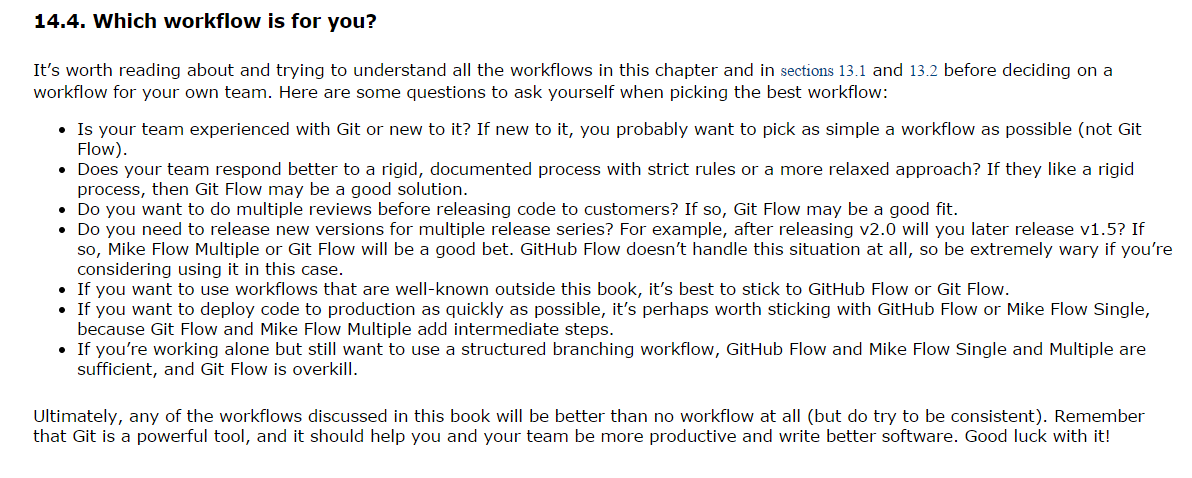 14.4. Which workflow is for you?
It’s worth reading about and trying to understand all the workflows in this chapter and in sections 13.1 and 13.2 before deciding on a
workflow for your own team. Here are some questions to ask yourself when picking the best workflow:
• Is your team experienced with Git or new to it? If new to it, you probably want to pick as simple a workflow as possible (not Git
Flow).
• Does your team respond better to a rigid, documented process with strict rules or a more relaxed approach? If they like a rigid
process, then Git Flow may be a good solution.
• Do you want to do multiple reviews before releasing code to customers? If so, Git Flow may be a good fit.
• Do you need to release new versions for multiple release series? For example, after releasing v2.0 will you later release v1.5? If
so, Mike Flow Multiple or Git Flow will be a good bet. GitHub Flow doesn’t handle this situation at all, so be extremely wary if you’re
considering using it in this case.
• If you want to use workflows that are well-known outside this book, it’s best to stick to GitHub Flow or Git Flow.
• If you want to deploy code to production as quickly as possible, it’s perhaps worth sticking with GitHub Flow or Mike Flow Single,
because Git Flow and Mike Flow Multiple add intermediate steps.
• If you’re working alone but still want to use a structured branching workflow, GitHub Flow and Mike Flow Single and Multiple are
sufficient, and Git Flow is overkill.
Ultimately, any of the workflows discussed in this book will be better than no workflow at all (but do try to be consistent). Remember
that Git is a powerful tool, and it should help you and your team be more productive and write better software. Good luck with it!